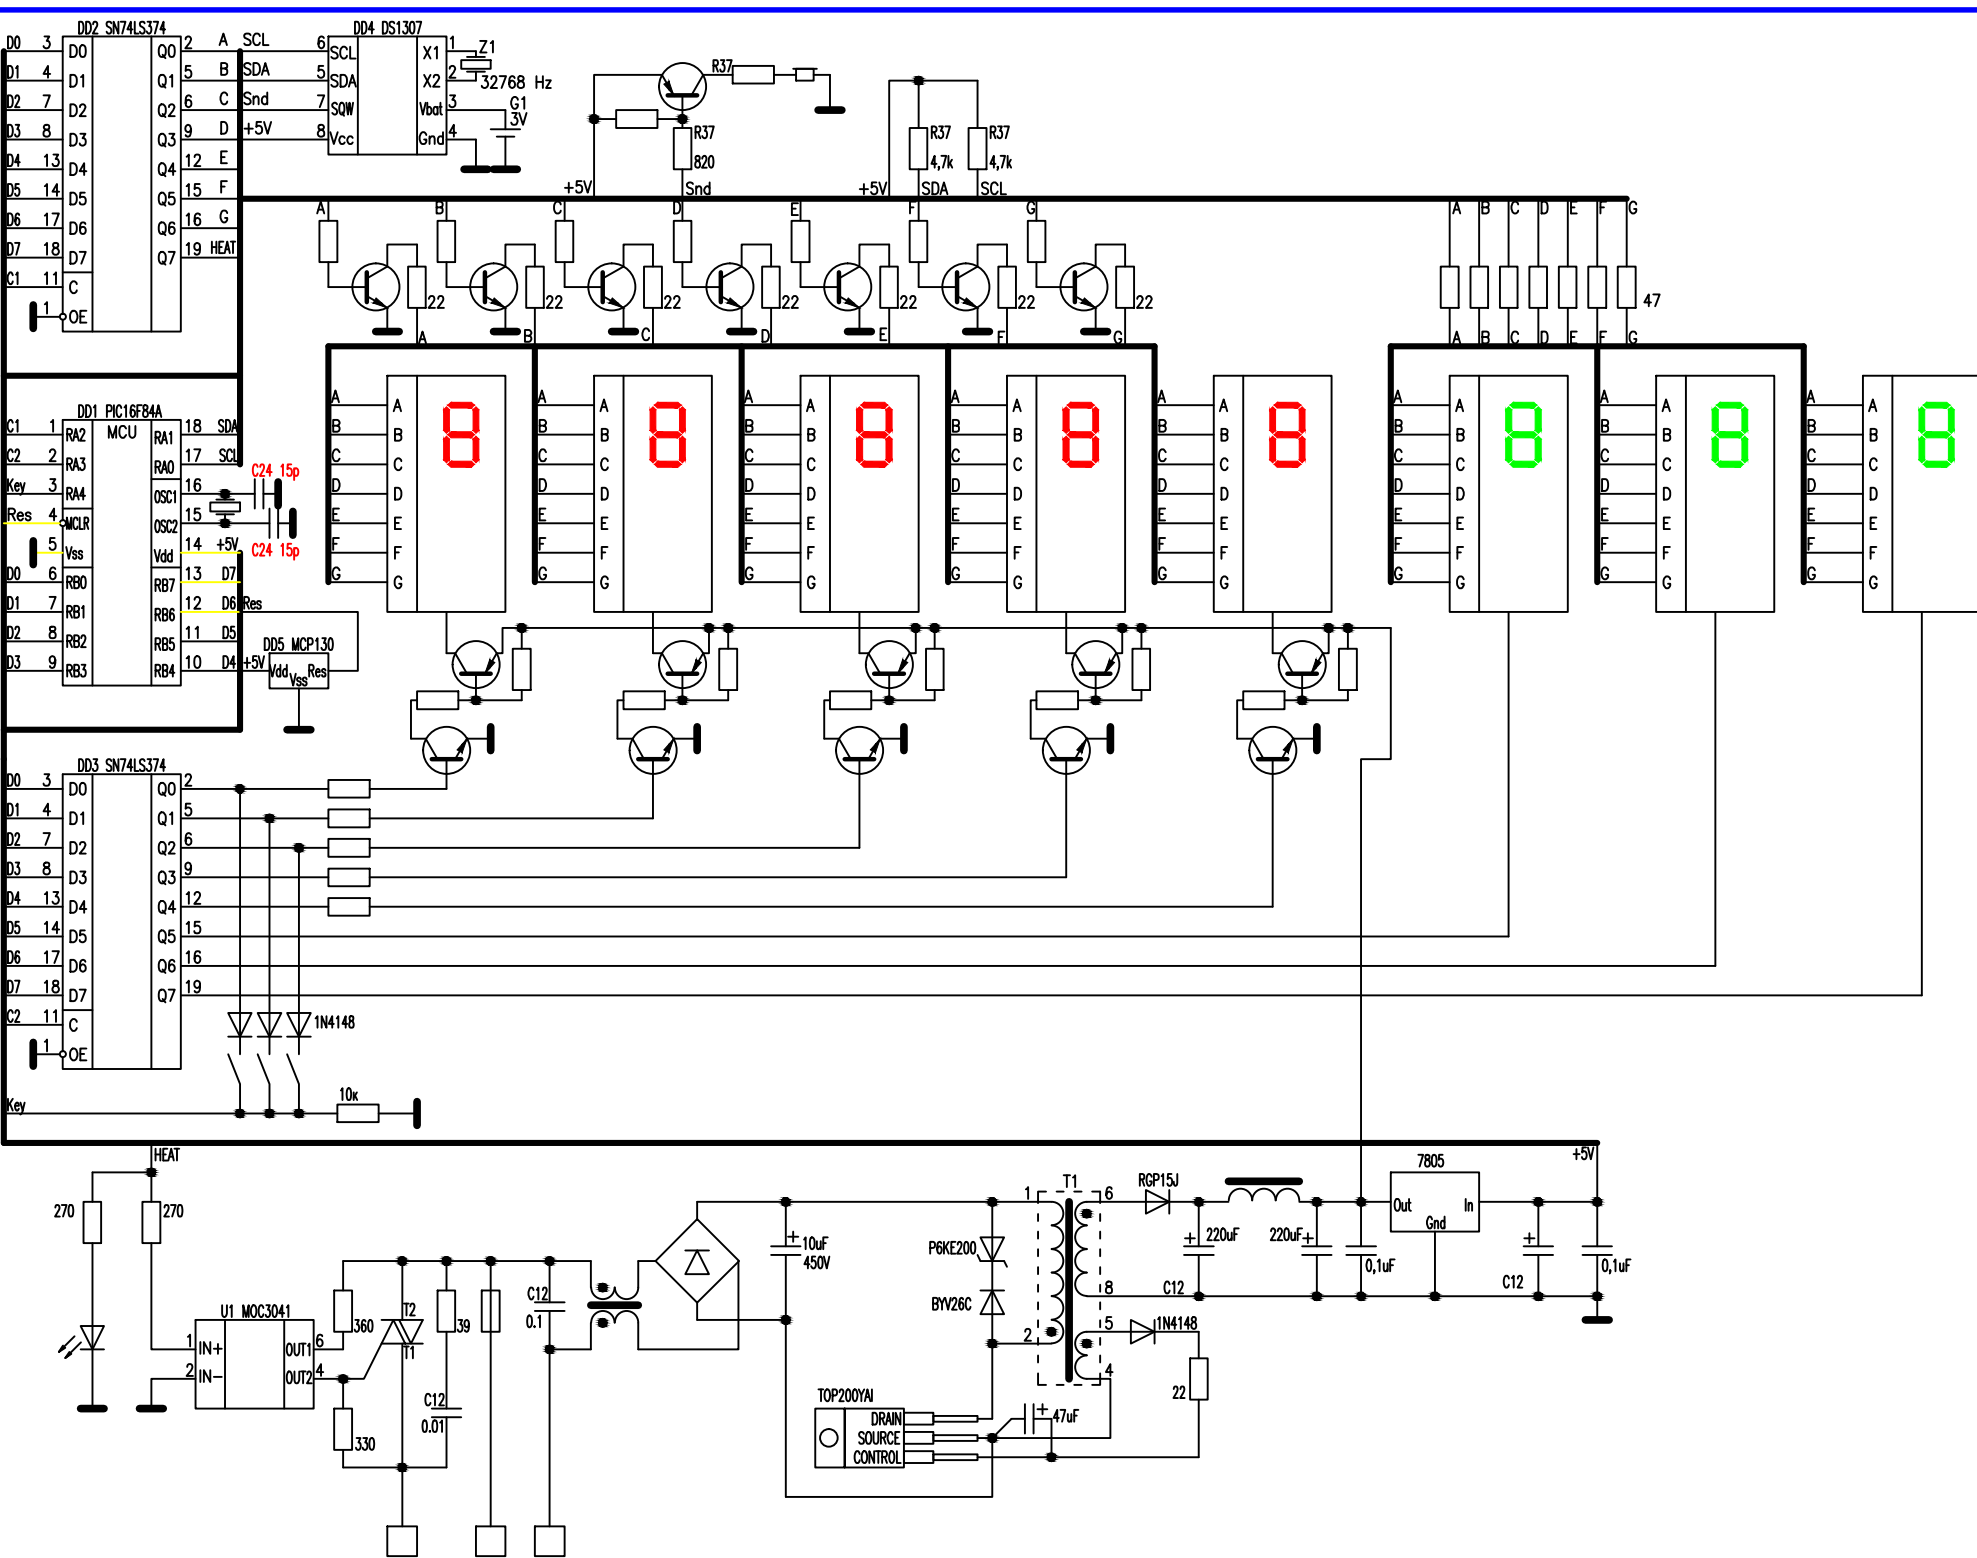 DD2 SN74LS374
D0 3 D0 Q0 2 A SCL
D1 4 D1 Q1 5 B SDA
D2 7 D2 Q2 6 C Snd
D3 8 D3 Q3 9 D +5V
D4 13 D4 Q4 12 E
D5 14 D5 Q5 15 F
D6 17 D6 Q6 16 G
D7 18 D7 Q7 19 HEAT
C1 11 C
1 OE
DD4 DS1307
6 SCL X1 1 Z1
5 SDA X2 2 32768 Hz
7 SQW Vbat 3 G1
3V
8 Vcc Gnd 4
R37
R37
820
R37 R37
4,7k 4,7k
+5V Snd +5V SDA SCL
A B C D E F G
A B C D E F G
22 22 22 22 22 22 22 47
A B C D E F G
A B C D E F G
DD1 PIC16F84A
MCU
C1 1 RA2 RA1 18 SDA
C2 2 RA3 RA0 17 SCL
Key 3 RA4 OSC1 16
Res 4 MCLR OSC2 15
5 Vss Vdd 14 +5V
D0 6 RB0 RB7 13 D7
D1 7 RB1 RB6 12 D6 Res
D2 8 RB2 RB5 11 D5
D3 9 RB3 RB4 10 D4 +5V
C24 15p
C24 15p
DD5 MCP130
Vdd Vss Res
8 8 8 8 8 8 8 8
A A A A A A A A A A A A A A A A
B B B B B B B B B B B B B B B B
C C C C C C C C C C C C C C C C
D D D D D D D D D D D D D D D D
E E E E E E E E E E E E E E E E
F F F F F F F F F F F F F F F F
G G G G G G G G G G G G G G G G
DD3 SN74LS374
D0 3 D0 Q0 2
D1 4 D1 Q1 5
D2 7 D2 Q2 6
D3 8 D3 Q3 9
D4 13 D4 Q4 12
D5 14 D5 Q5 15
D6 17 D6 Q6 16
D7 18 D7 Q7 19
C2 11 C
1 OE
1N4148
10к
Key
HEAT
+5V
270 270
U1 MOC3041
1 IN+ OUT1 6
2 IN- OUT2 4
360
330
T2
T1
39
C12
0.01
C12
0.1
+ 10uF
450V
P6KE200
BYV26C
T1
1 6
2 8
5
4
RGP15J
+ 220uF
220uF +
C12
0,1uF
7805
Out In
Gnd
+
C12
0,1uF
1N4148
22
TOP200YAI
DRAIN
SOURCE
CONTROL
+ 47uF